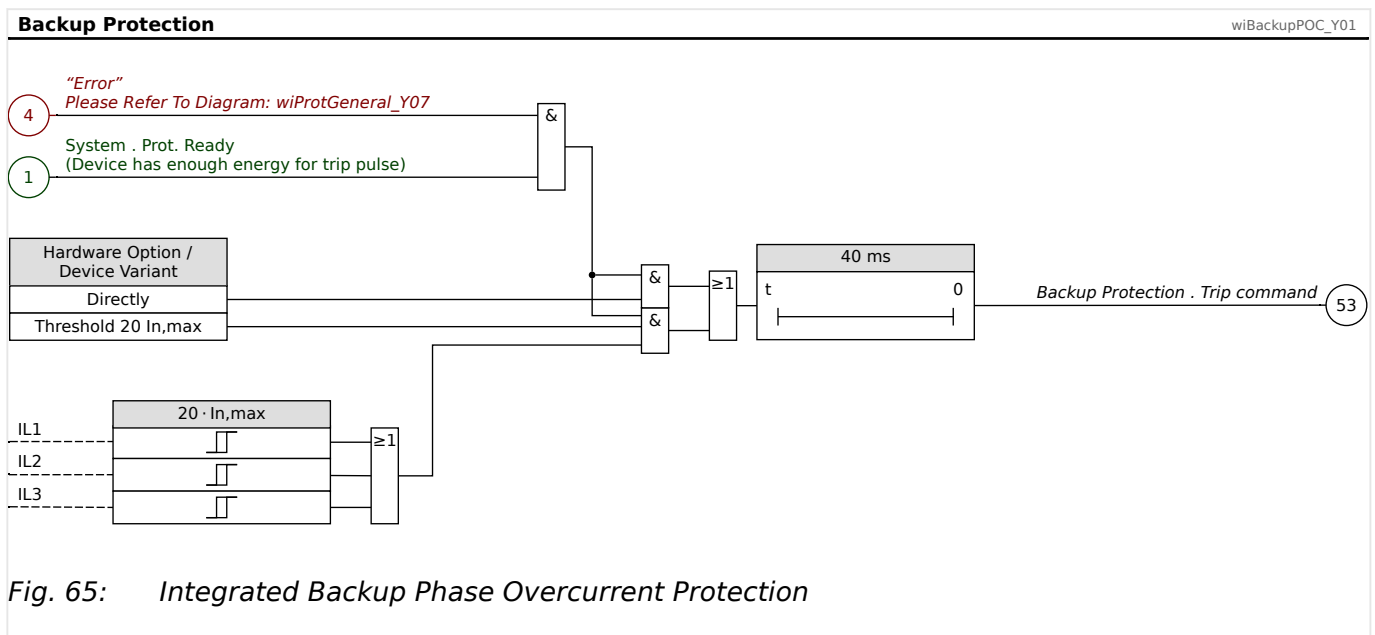 Backup Protection
wiBackupPOC_Y01
“Error”
Please Refer To Diagram: wiProtGeneral_Y07
4
&
System . Prot. Ready
(Device has enough energy for trip pulse)
1
Hardware Option /
Device Variant
Directly
Threshold 20 In,max
&
&
≥1
40 ms
t 0
Backup Protection . Trip command
53
20 · In,max
IL1
IL2
IL3
≥1
Fig. 65: Integrated Backup Phase Overcurrent Protection